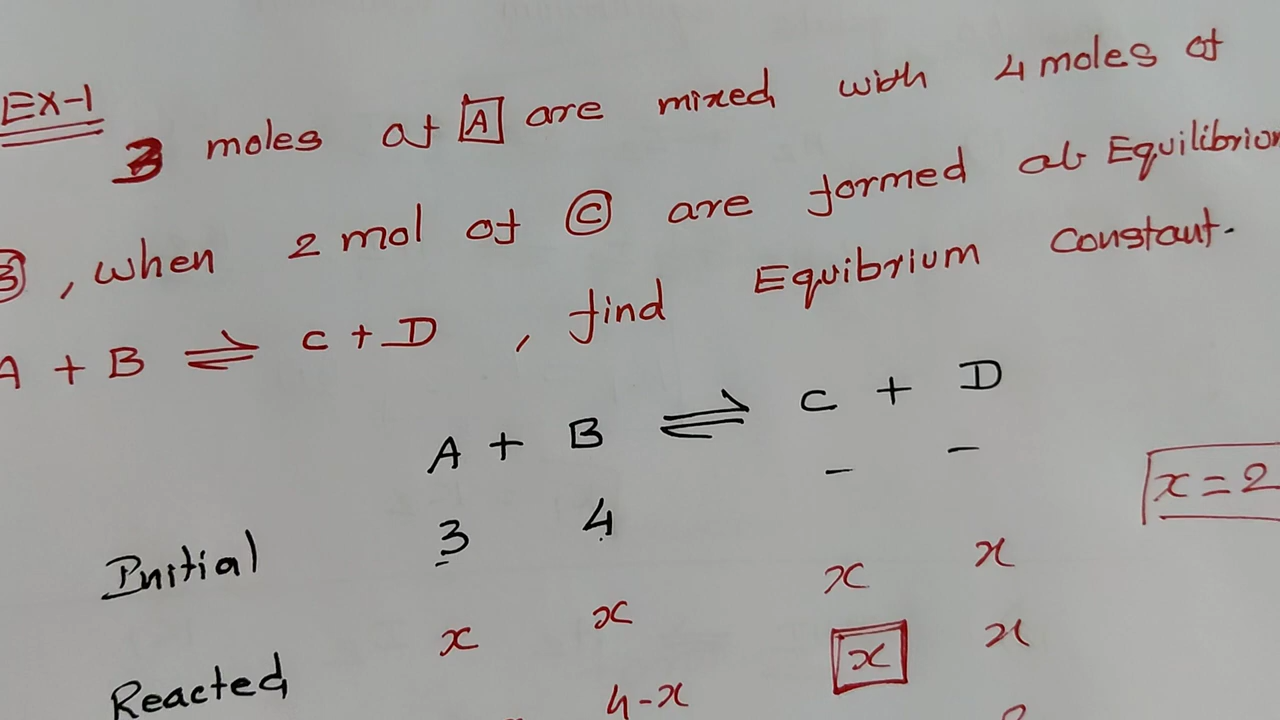 EX-1
3 moles of A are mixed with 4 moles of
B, when 2 mol of C are formed at Equilibrium
A + B ⇌ C + D, find Equibrium Constant.
A + B ⇌ C + D
Initial 3 4 - -
x = 2
Reacted x x x x
4-x x x